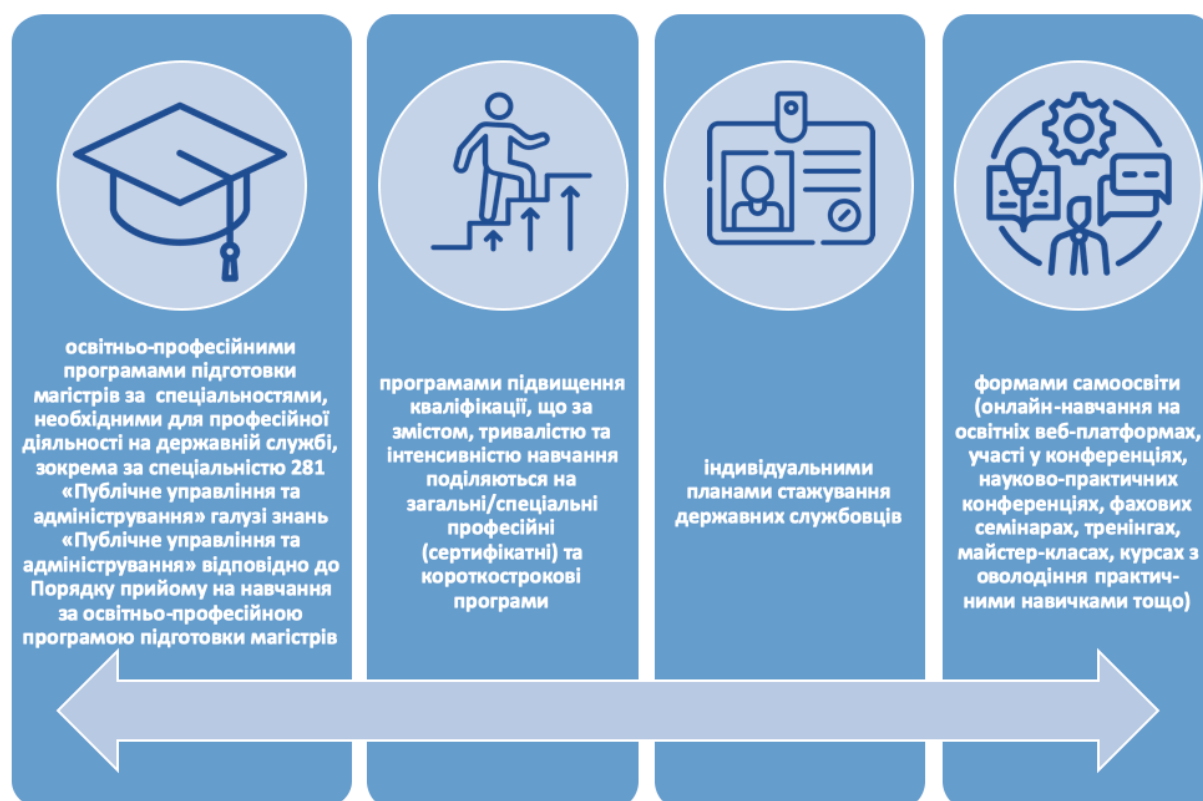 освітньо-професійними
програмами підготовки
магістрів за спеціальностями,
необхідними для професійної
діяльності на державній службі,
зокрема за спеціальністю 281
«Публічне управління та
адміністрування» галузі знань
«Публічне управління та
адміністрування» відповідно до
Порядку прийому на навчання
за освітньо-професійною
програмою підготовки магістрів
програмами підвищення
кваліфікації, що за
змістом, тривалістю та
інтенсивністю навчання
поділяються на
загальні/спеціальні
професійні
(сертифікатні) та
короткострокові
програми
індивідуальними
планами стажування
державних службовців
формами самоосвіти
(онлайн-навчання на
освітніх веб-платформах,
участі у конференціях,
науково-практичних
конференціях, фахових
семінарах, тренінгах,
майстер-класах, курсах з
оволодіння практич-
ними навичками тощо)